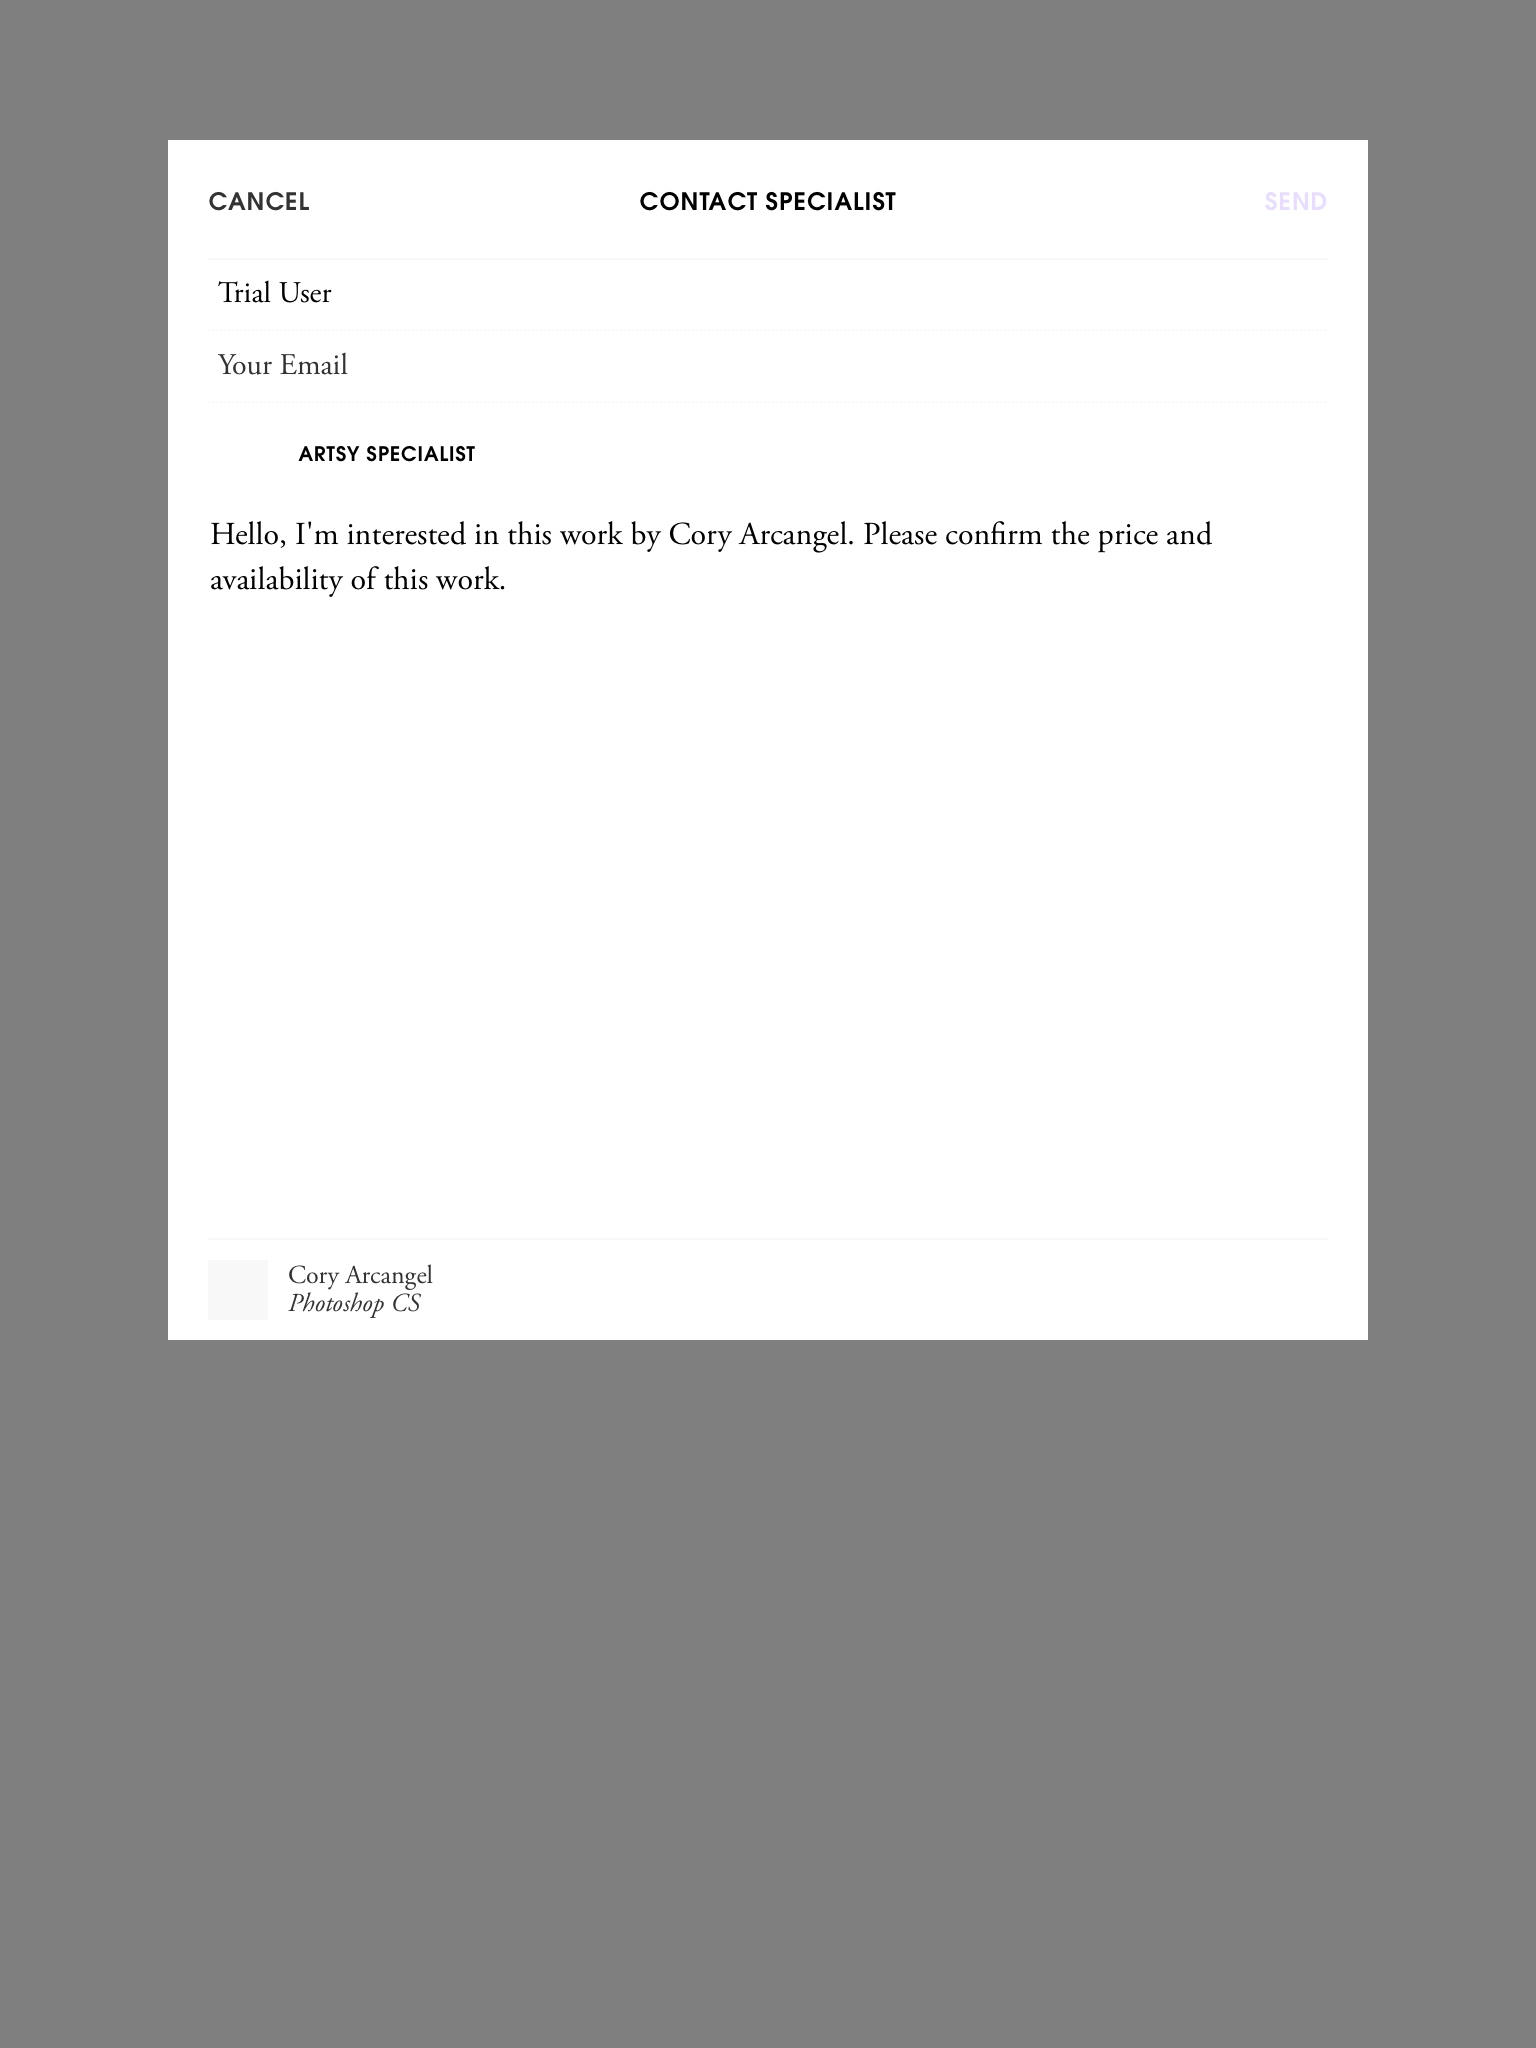 CANCEL CONTACT SPECIALIST SEND
Trial User
Your Email
ARTSY SPECIALIST
Hello, I'm interested in this work by Cory Arcangel. Please confirm the price and
availability of this work.
Cory Arcangel
Photoshop CS